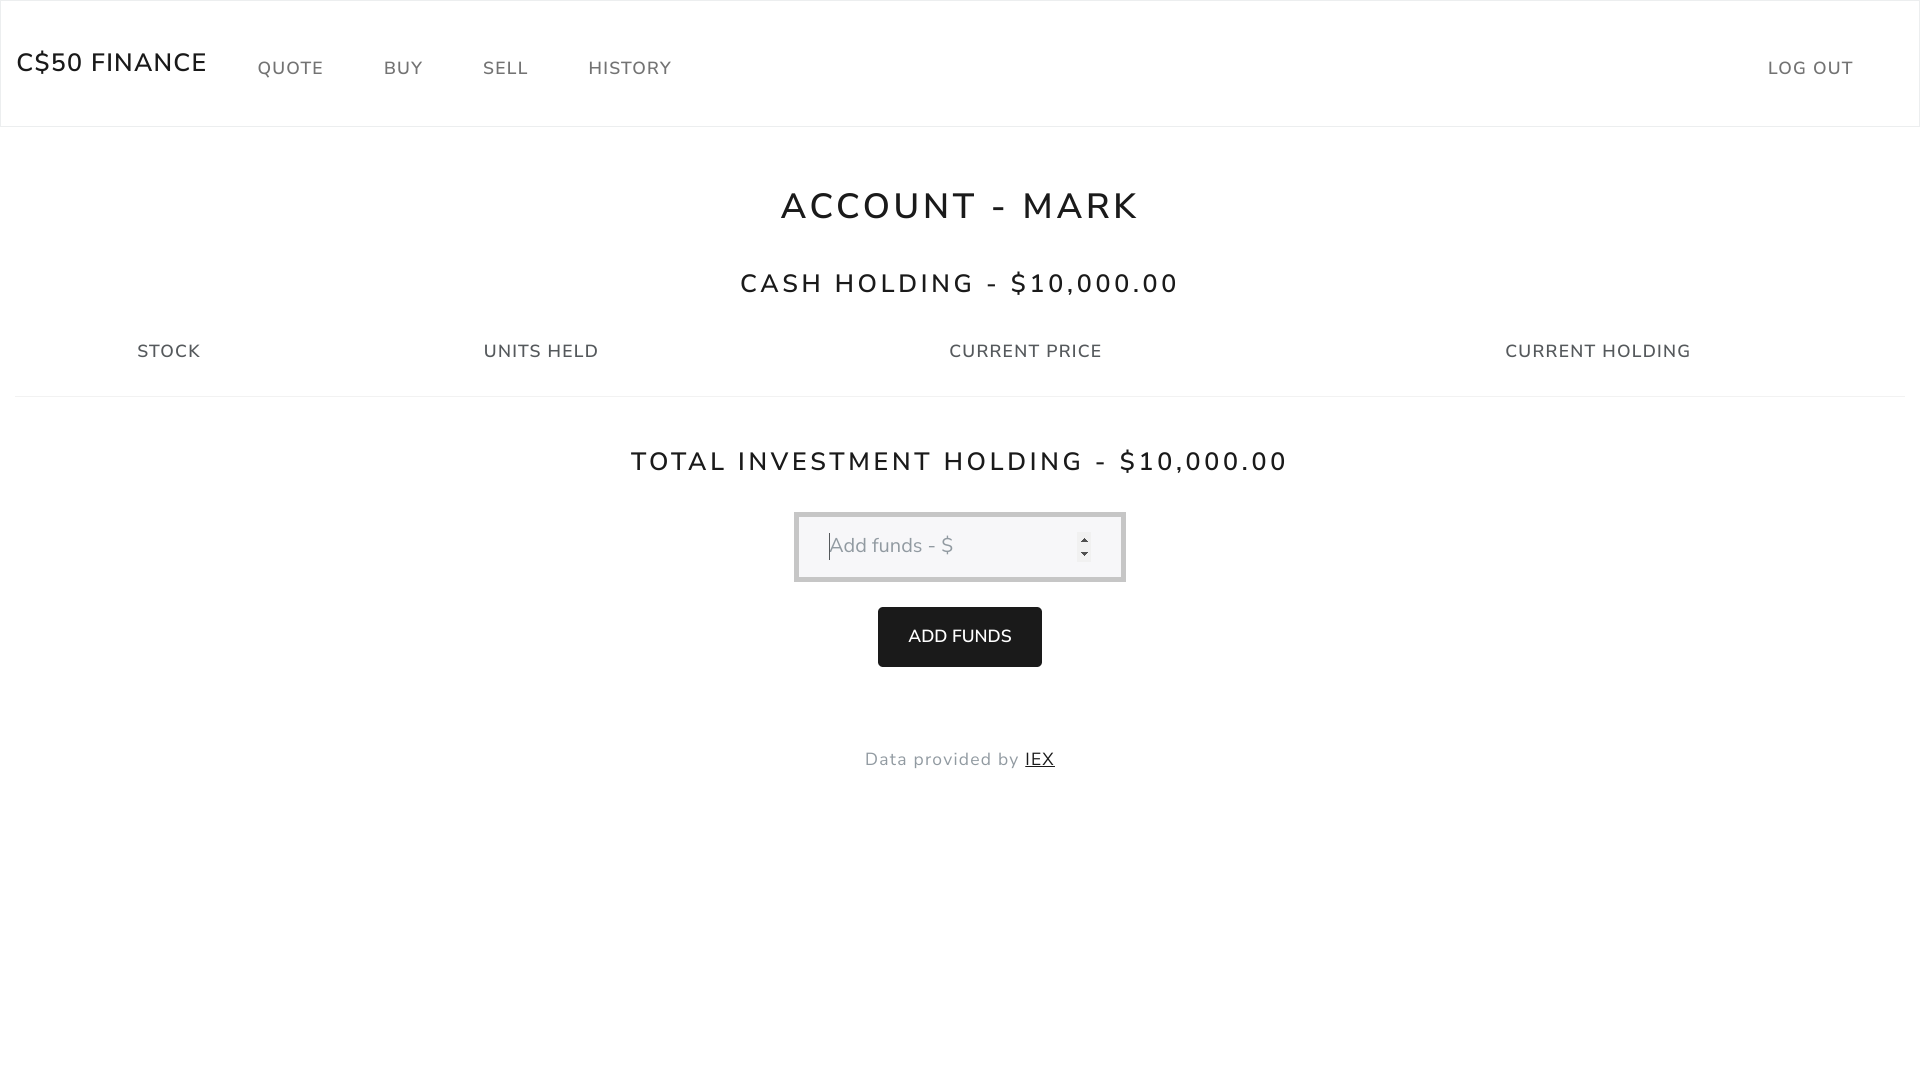 C$50 FINANCE QUOTE BUY SELL HISTORY LOG OUT
ACCOUNT - MARK
CASH HOLDING - $10,000.00
STOCK UNITS HELD CURRENT PRICE CURRENT HOLDING
TOTAL INVESTMENT HOLDING - $10,000.00
Add funds - $
ADD FUNDS
Data provided by IEX